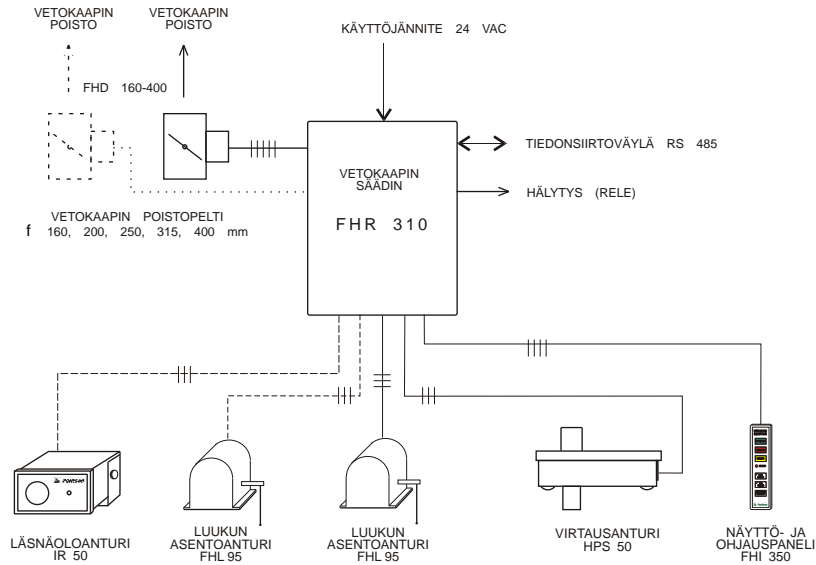 VETOKAAPIN
POISTO
VETOKAAPIN
POISTO
KÄYTTÖJÄNNITE 24 VAC
FHD 160-400
TIEDONSIIRTOVÄYLÄ RS 485
VETOKAAPIN
SÄÄDIN
HÄLYTYS (RELE)
FHR 310
VETOKAAPIN POISTOPELTI
f 160, 200, 250, 315, 400 mm
LÄSNÄOLOANTURI
IR 50
LUUKUN
ASENTOANTURI
FHL 95
LUUKUN
ASENTOANTURI
FHL 95
VIRTAUSANTURI
HPS 50
NÄYTTÖ- JA
OHJAUSPANELI
FHI 350